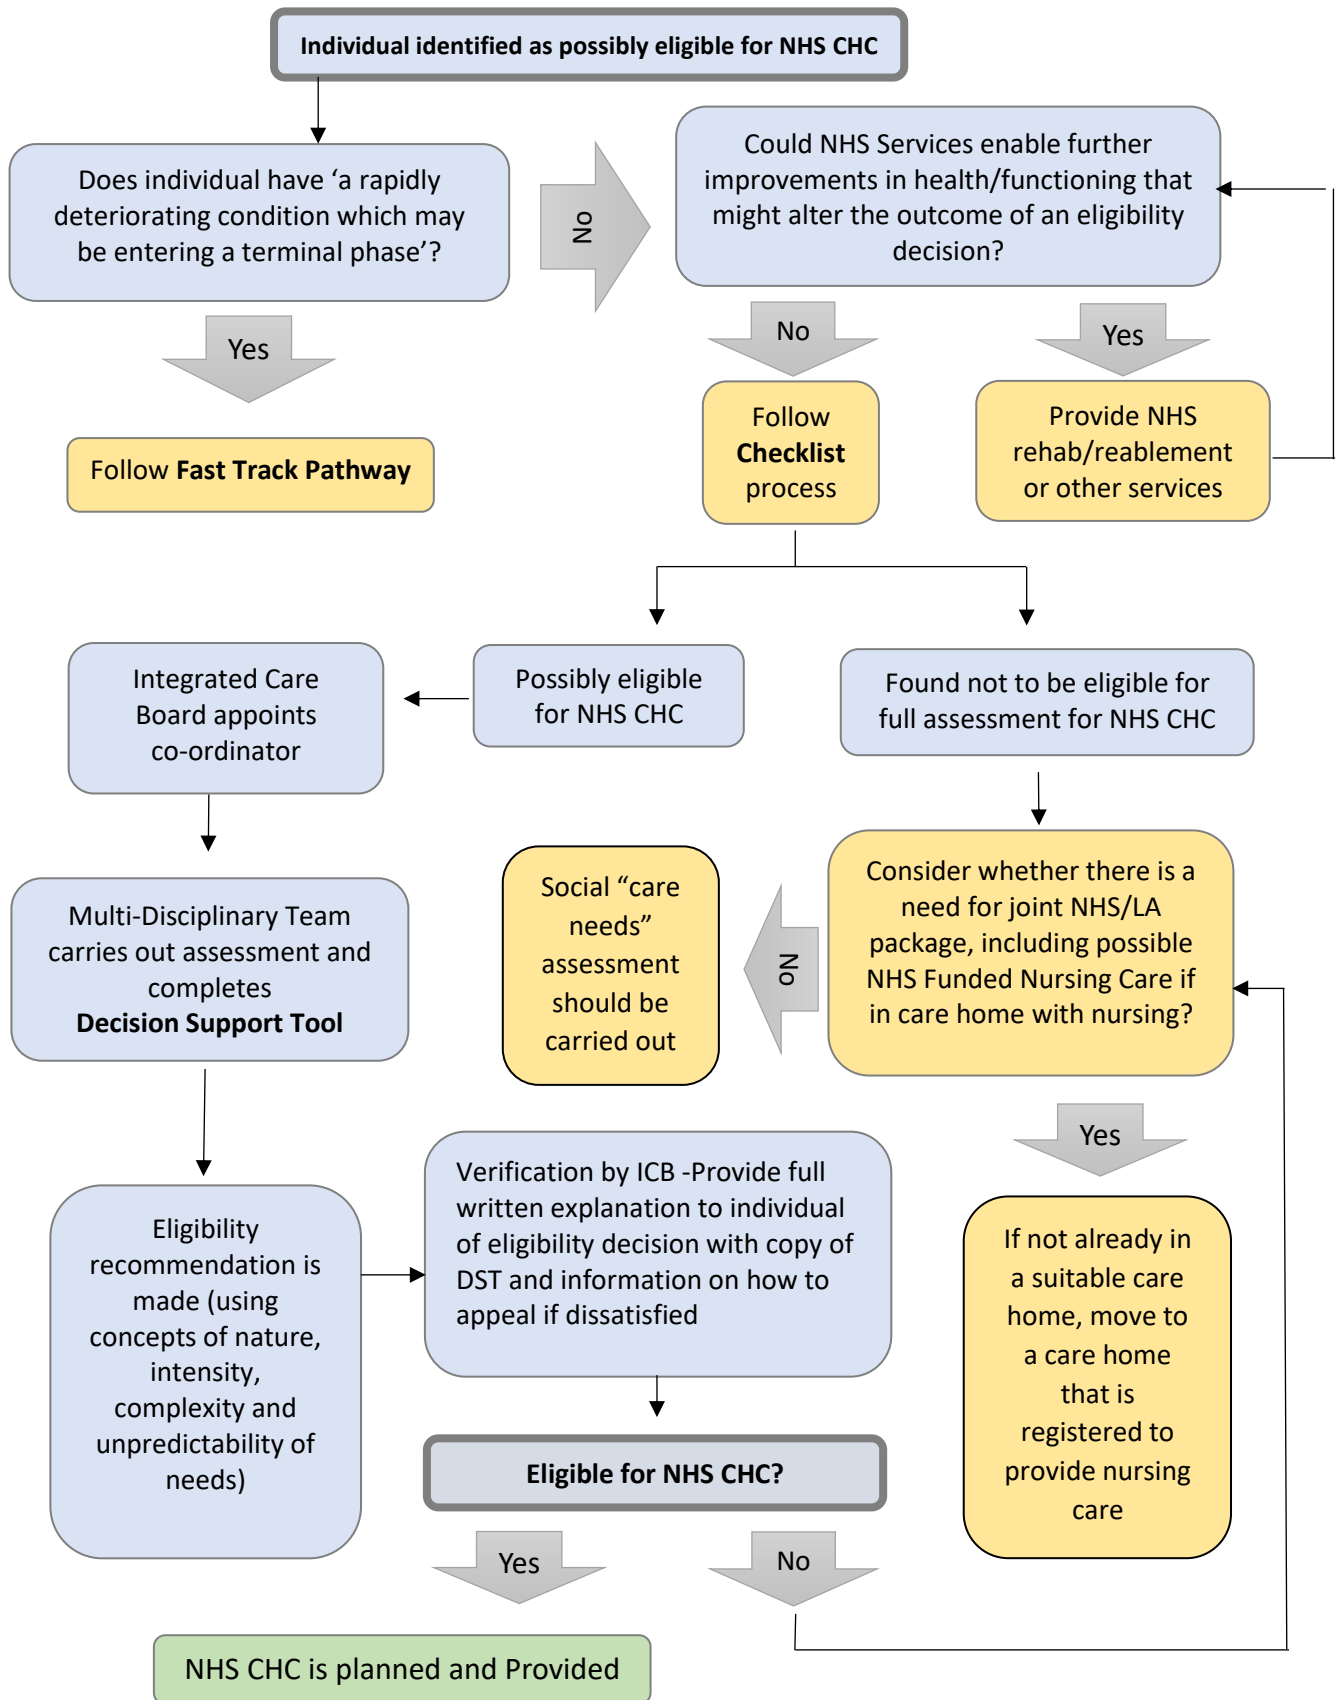 Individual identified as possibly eligible for NHS CHC
Does individual have ‘a rapidly
deteriorating condition which may
be entering a terminal phase’?
No
Could NHS Services enable further
improvements in health/functioning that
might alter the outcome of an eligibility
decision?
Yes
No
Yes
Follow Fast Track Pathway
Follow
Checklist
process
Provide NHS
rehab/reablement
or other services
Integrated Care
Board appoints
co-ordinator
Possibly eligible
for NHS CHC
Found not to be eligible for
full assessment for NHS CHC
Multi-Disciplinary Team
carries out assessment and
completes
Decision Support Tool
Social “care
needs”
assessment
should be
carried out
No
Consider whether there is a
need for joint NHS/LA
package, including possible
NHS Funded Nursing Care if
in care home with nursing?
Yes
Eligibility
recommendation is
made (using
concepts of nature,
intensity,
complexity and
unpredictability of
needs)
Verification by ICB -Provide full
written explanation to individual
of eligibility decision with copy of
DST and information on how to
appeal if dissatisfied
If not already in
a suitable care
home, move to
a care home
that is
registered to
provide nursing
care
Eligible for NHS CHC?
Yes
No
NHS CHC is planned and Provided